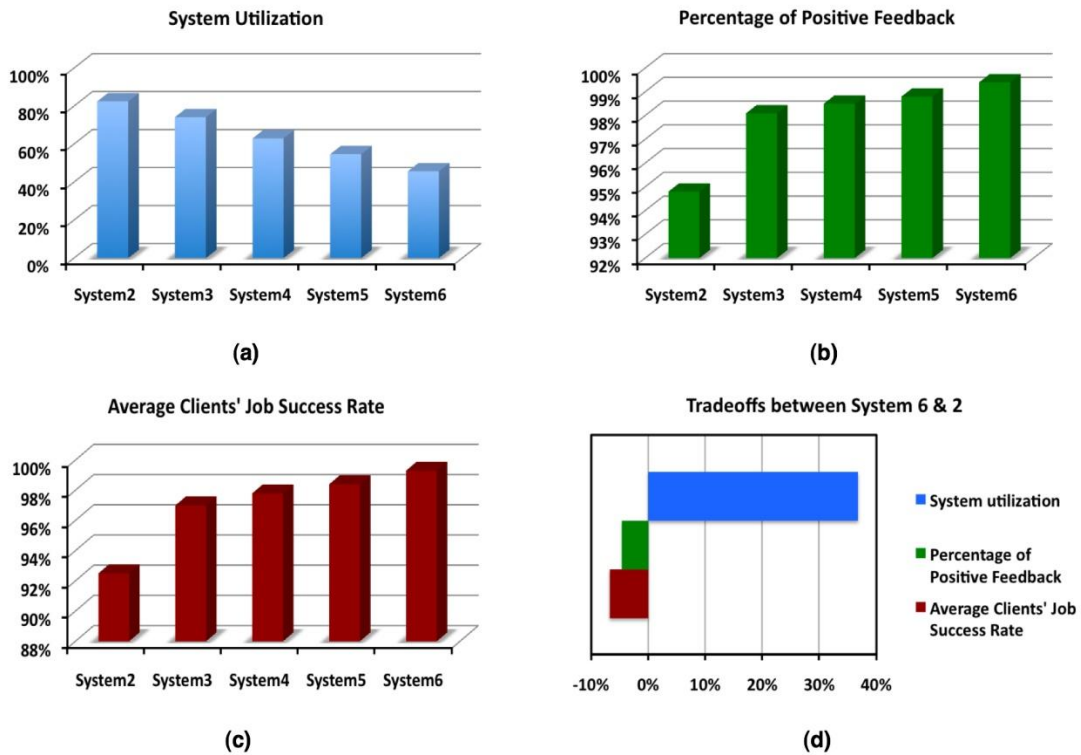 System Utilization
100%
80%
60%
40%
20%
0%
System2 System3 System4 System5 System6
(a)
Percentage of Positive Feedback
100%
99%
98%
97%
96%
95%
94%
93%
92%
System2 System3 System4 System5 System6
(b)
Average Clients' Job Success Rate
100%
98%
96%
94%
92%
90%
88%
System2 System3 System4 System5 System6
(c)
Tradeoffs between System 6 & 2
System utilization
Percentage of
Positive Feedback
Average Clients' Job
Success Rate
-10% 0% 10% 20% 30% 40%
(d)